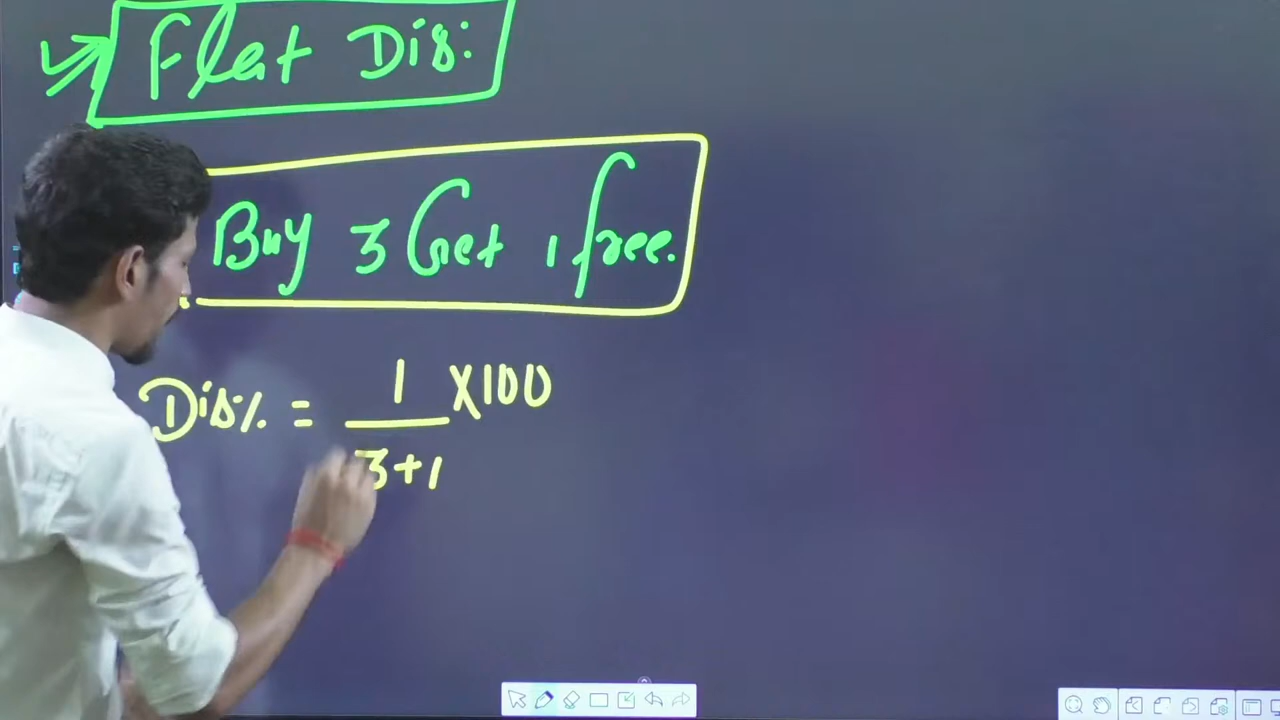 Flat Dis:
Buy 3 Get 1 free.
Dis% = 1/3+1 X100